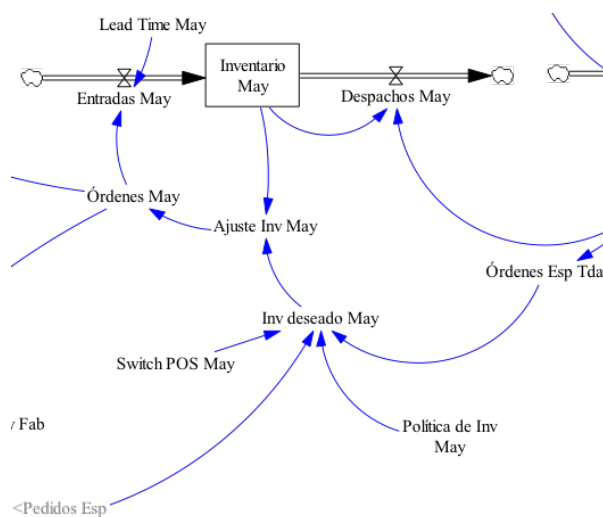 Lead Time May
Inventario
May
Entradas May
Despachos May
Órdenes May
Ajuste Inv May
Órdenes Esp Tda
Inv deseado May
Switch POS May
Política de Inv
May
Fab
<Pedidos Esp